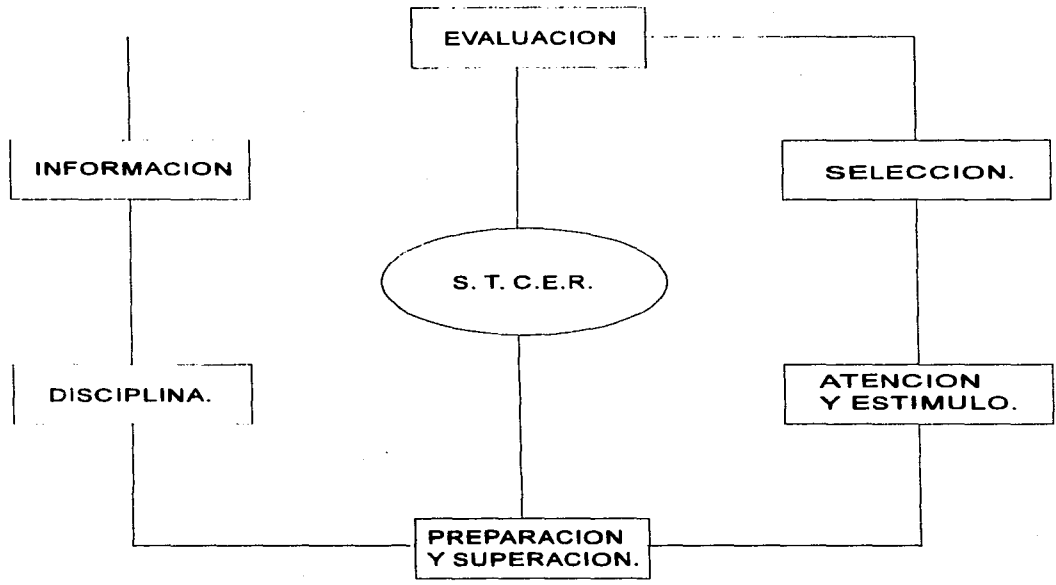 EVALUACION
INFORMACION
SELECCION.
S. T. C.E.R.
DISCIPLINA.
ATENCION
Y ESTIMULO.
PREPARACION
Y SUPERACION.